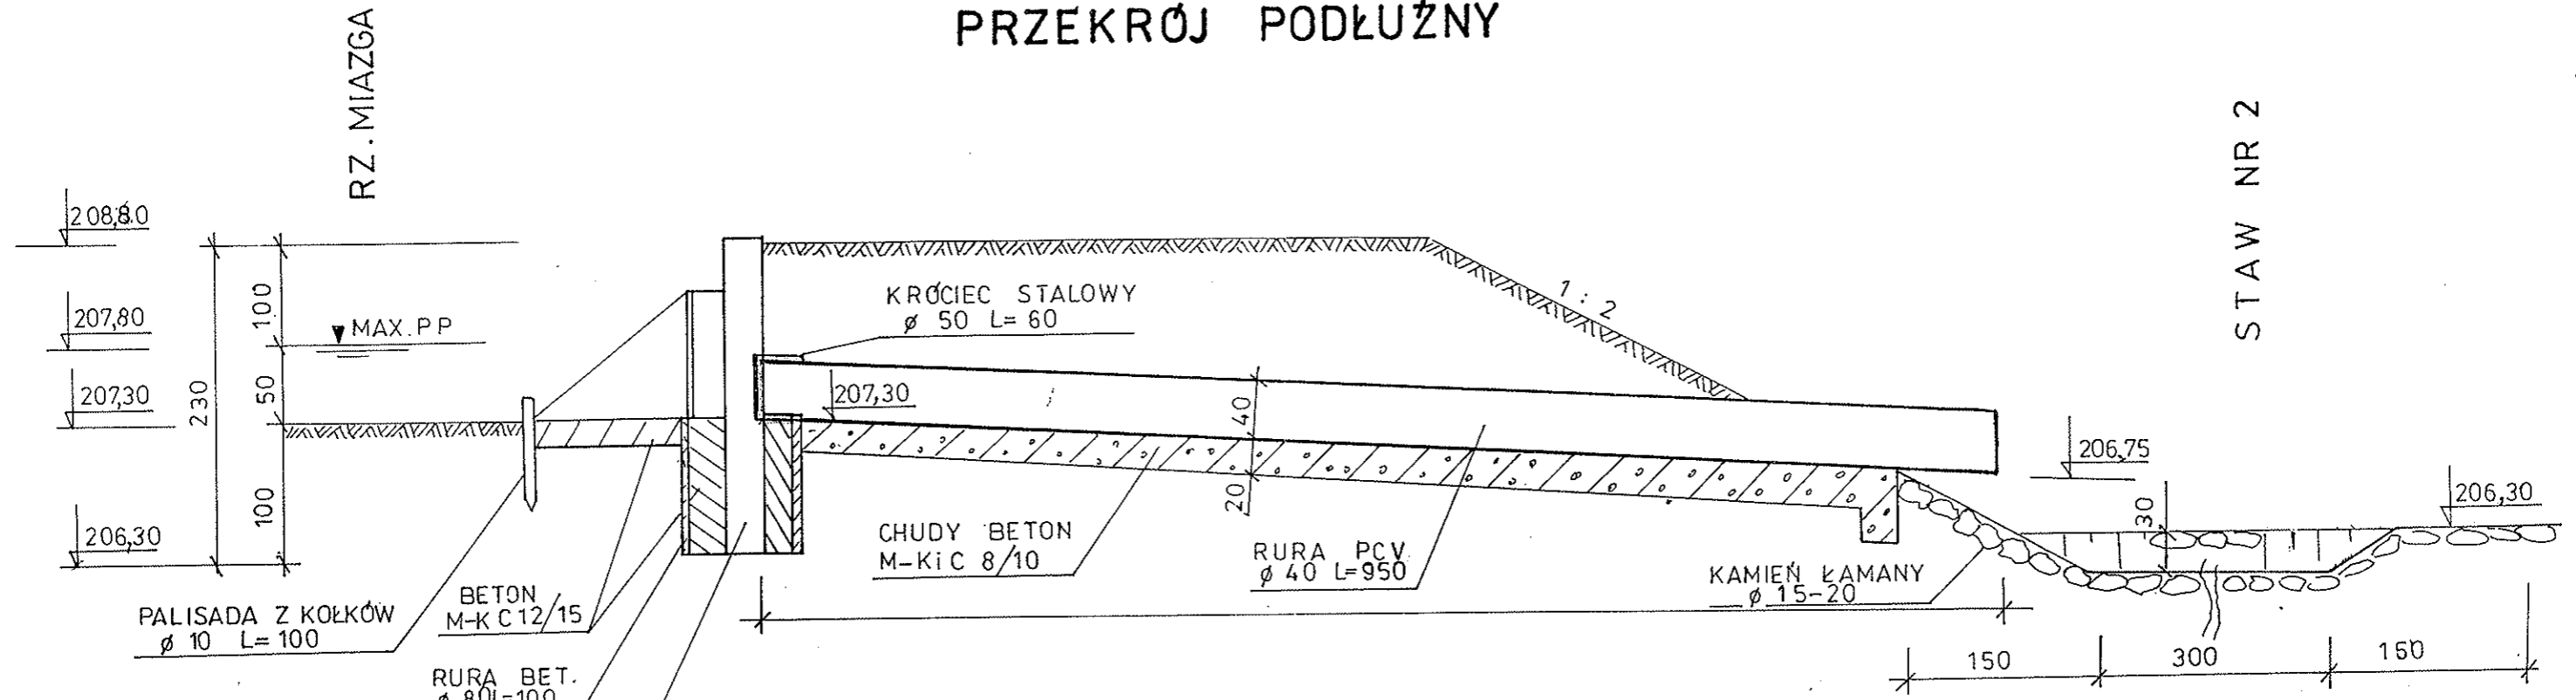 PRZEKRÓJ PODŁUŻNY
RZ. MIAZGA
STAW NR 2
208,80
207,80
207,30
206,30
230
100
50
100
MAX. P P
KRÓCIEC STALOWY
ø 50 L= 60
1 : 2
207,30
40
20
206,75
206,30
30
CHUDY BETON
M-KiC 8/10
RURA PCV
ø 40 L=950
KAMIEŃ ŁAMANY
ø 15-20
PALISADA Z KOŁKÓW
ø 10 L= 100
BETON
M-K C 12/15
RURA BET.
ø 80 L=100
150
300
150